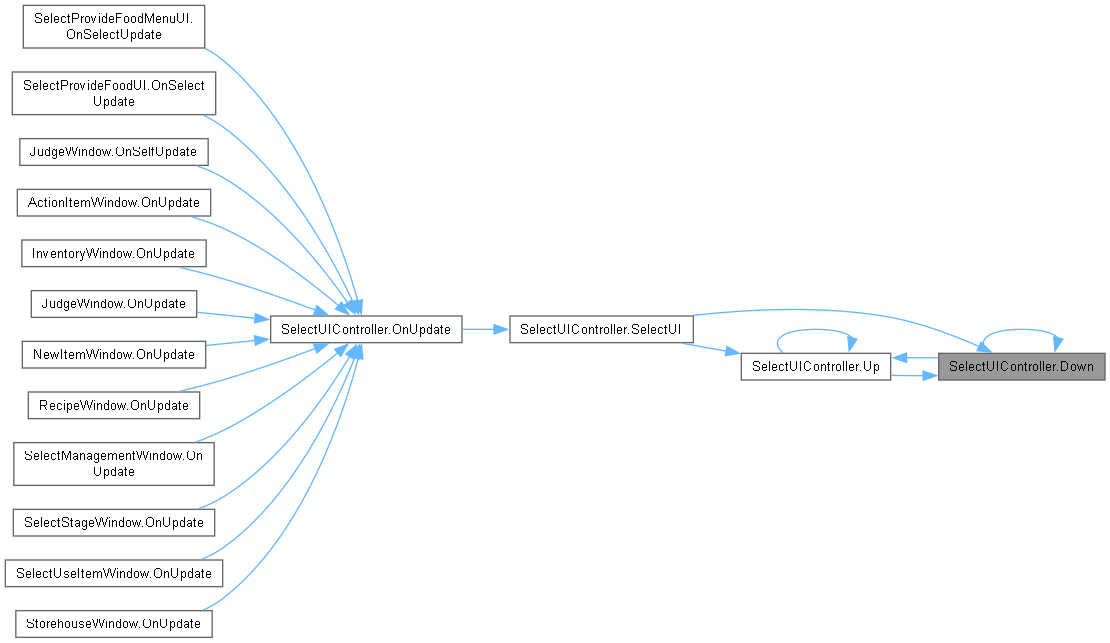 SelectProvideFoodMenuUI.
OnSelectUpdate
SelectProvideFoodUI.OnSelect
Update
JudgeWindow.OnSelfUpdate
ActionItemWindow.OnUpdate
InventoryWindow.OnUpdate
JudgeWindow.OnUpdate
NewItemWindow.OnUpdate
RecipeWindow.OnUpdate
SelectManagementWindow.On
Update
SelectStageWindow.OnUpdate
SelectUseItemWindow.OnUpdate
StorehouseWindow.OnUpdate
SelectUIController.OnUpdate
SelectUIController.SelectUI
SelectUIController.Up
SelectUIController.Down